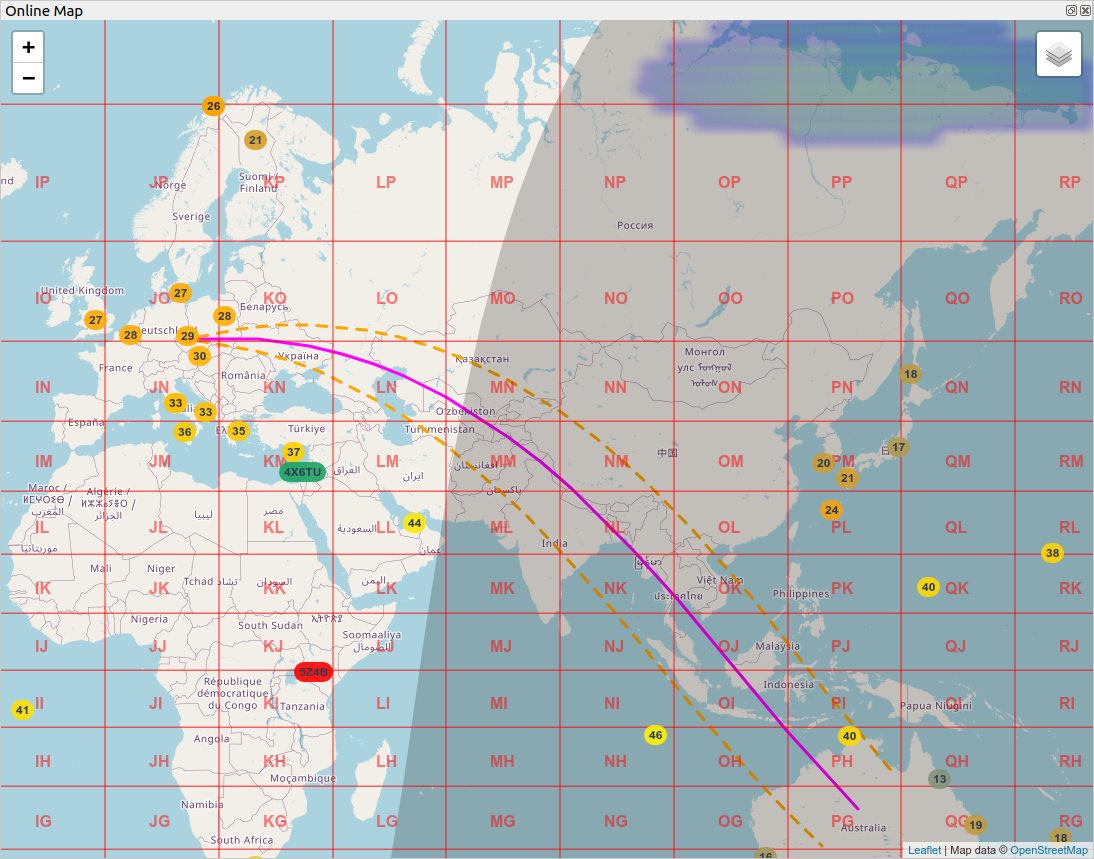 Online Map
+
−
26
21
IP
JP
Norge
Suomi /
Finland
KP
LP
MP
NP
OP
PP
QP
RP
nd
Sverige
Россия
United Kingdom
IO
JO
27
KO
LO
MO
NO
OO
PO
QO
RO
27
28
Беларусь
28
eutschl
29
30
Україна
Қазақстан
Монгол
улс
France
România
18
IN
JN
KN
LN
MN
NN
ON
PN
QN
RN
33
33
España
36
35
Türkiye
O'zbekiston
Türkmenistan
37
4X6TU
العراق
ايران
افغانستان
中国
20
17
21
IM
JM
KM
LM
MM
NM
OM
PM
QM
RM
Maroc /
ⵍⵎⵖⵔⵉⴱ /
المغرب
Algérie /
الجزائر
ليبيا
مصر
السعودية
44
پاکستان
24
IL
JL
KL
LL
ML
NL
OL
PL
QL
RL
موريتانيا
عمان
India
38
Mali
Niger
Tchad تشاد
السودان
اليمن
Việt Nam
ประเทศไทย
Philippines
40
IK
JK
KK
LK
MK
NK
OK
PK
QK
RK
Nigeria
South Sudan
Soomaaliya
الصومال
Malaysia
IJ
JJ
KJ
LJ
MJ
NJ
OJ
PJ
QJ
RJ
5Z4B
République
démocratique
du Congo
Tanzania
Indonesia
Papua Niugini
41
II
JI
KI
LI
MI
NI
OI
PI
QI
RI
46
40
Angola
IH
JH
KH
LH
MH
NH
OH
PH
QH
RH
Moçambique
13
Namibia
IG
JG
KG
LG
MG
NG
OG
PG
QG
RG
19
18
Australia
South Africa
16
Leaflet | Map data © OpenStreetMap